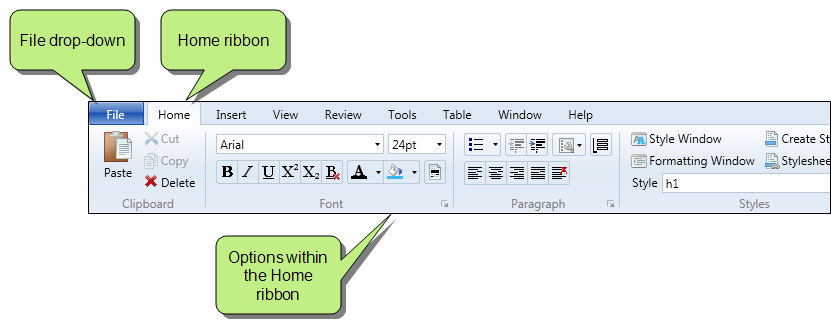 File drop-down
Home ribbon
File Home Insert View Review Tools Table Window Help
Paste
Cut
Copy
Delete
Clipboard
Arial 24pt
B I U X² X₂ B A
Font
Paragraph
Style Window
Formatting Window
Style h1
Create St
Styleshee
Styles
Options within
the Home
ribbon